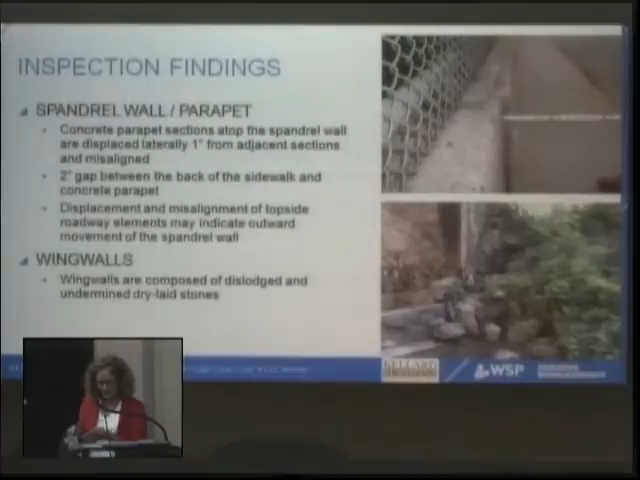 INSPECTION FINDINGS
SPANDREL WALL / PARAPET
Concrete parapet sections atop the spandrel wall
are displaced laterally 1" from adjacent sections
and misaligned
2" gap between the back of the sidewalk and
concrete parapet
Displacement and misalignment of topside
roadway elements may indicate outward
movement of the spandrel wall
WINGWALLS
Wingwalls are composed of dislodged and
undermined dry-laid stones
KELLARD
WSP